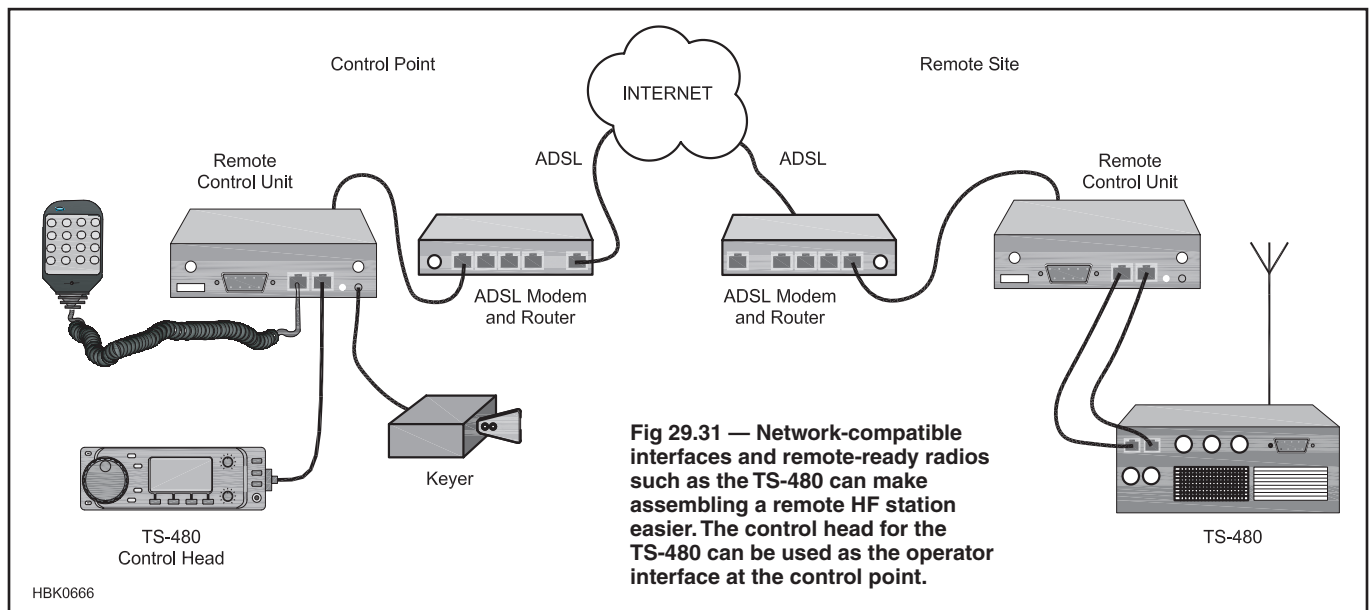 Control Point
Remote Site
INTERNET
ADSL
ADSL
Remote
Control Unit
Remote
Control Unit
ADSL Modem
and Router
ADSL Modem
and Router
Keyer
TS-480
Control Head
TS-480
Fig 29.31 — Network-compatible
interfaces and remote-ready radios
such as the TS-480 can make
assembling a remote HF station
easier. The control head for the
TS-480 can be used as the operator
interface at the control point.
HBK0666